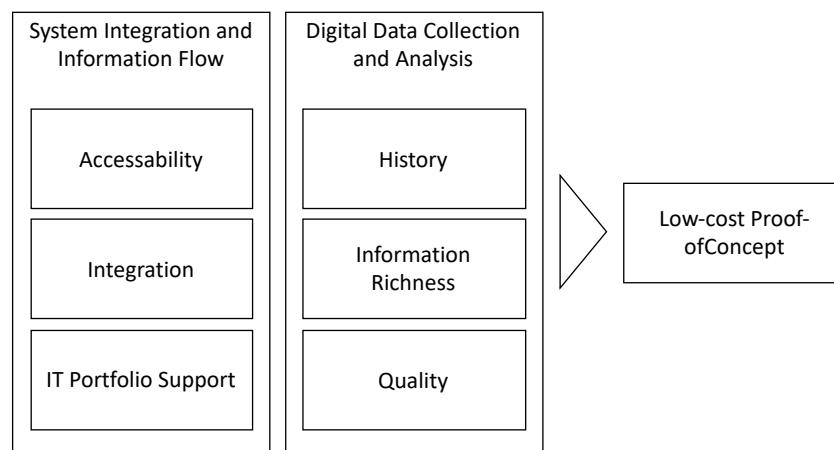 System Integration and
Information Flow
Accessability
Integration
IT Portfolio Support
Digital Data Collection
and Analysis
History
Information
Richness
Quality
Low-cost Proof-
ofConcept